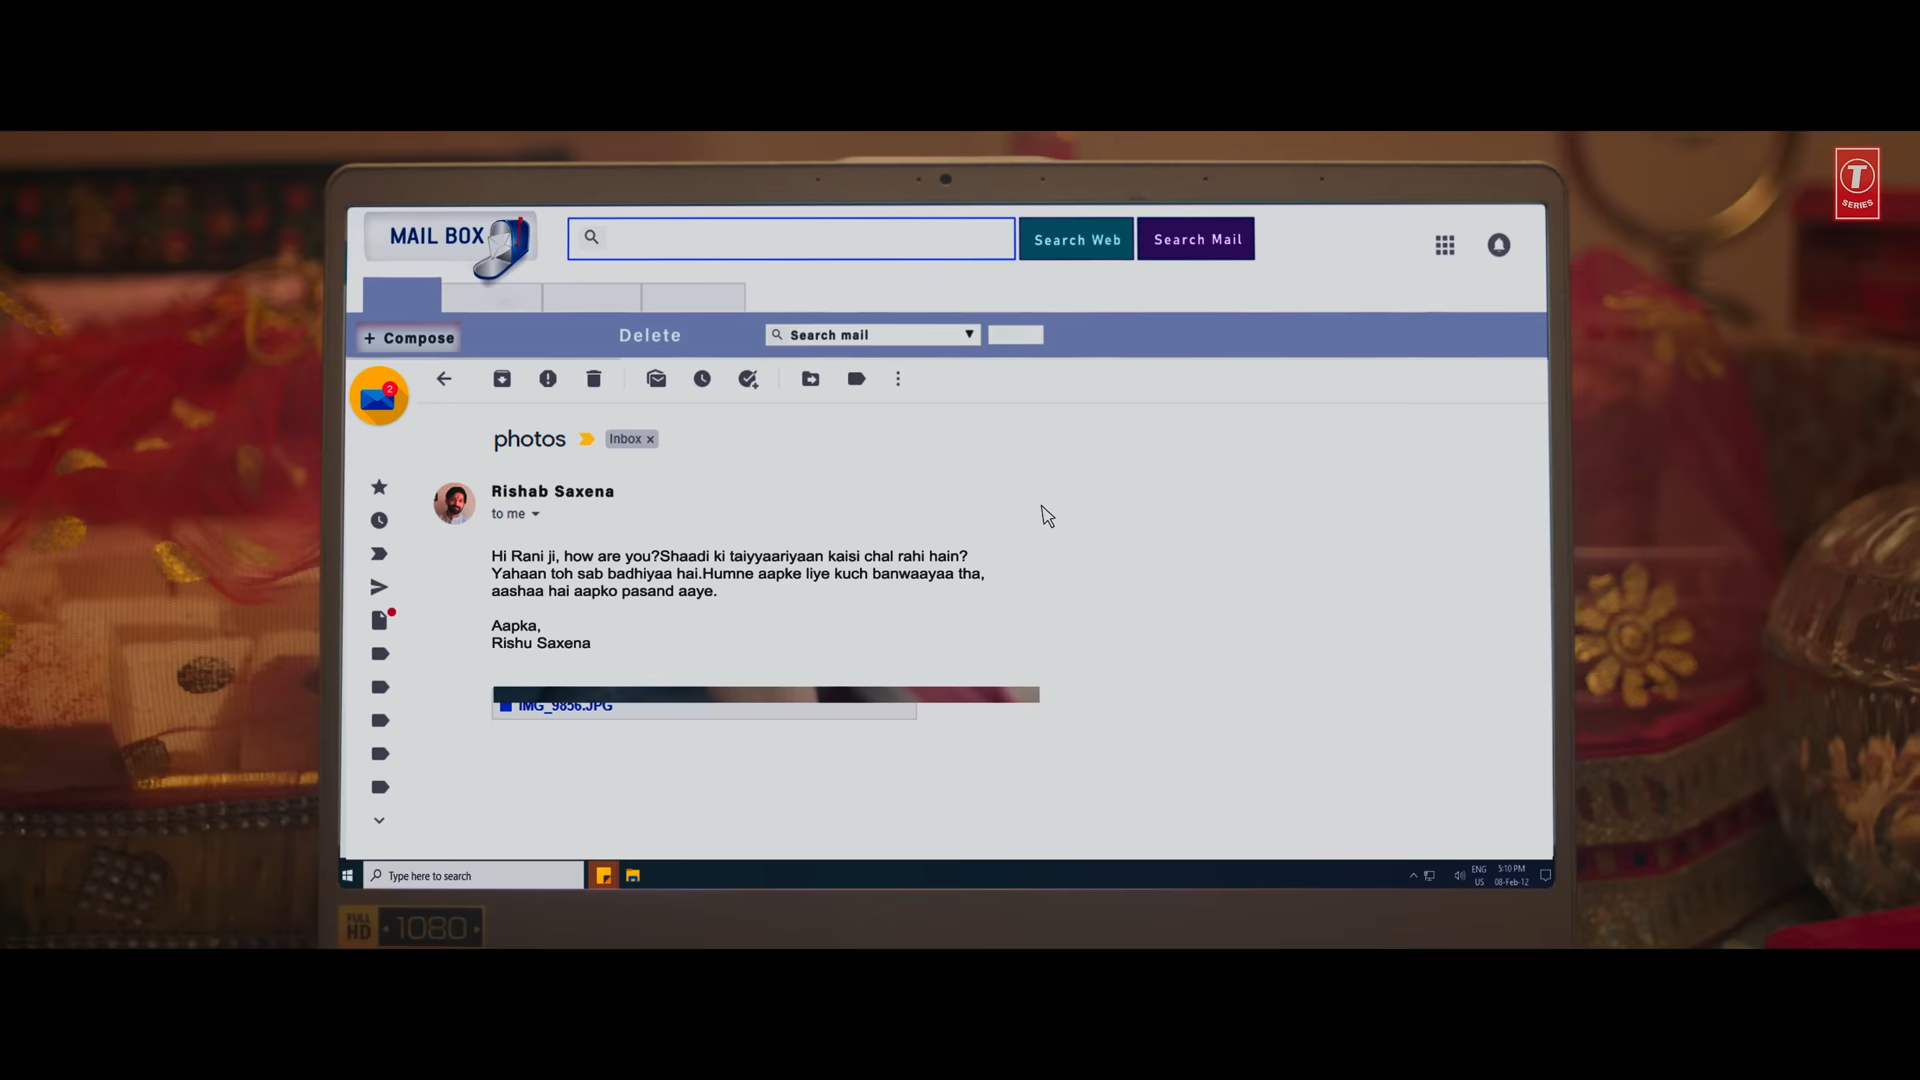 T
SERIES
MAIL BOX
Search Web
Search Mail
+ Compose
Delete
Search mail
2
photos
Inbox x
Rishab Saxena
to me
Hi Rani ji, how are you?Shaadi ki taiyyaariyaan kaisi chal rahi hain?
Yahaan toh sab badhiyaa hai.Humne aapke liye kuch banwaayaa tha,
aashaa hai aapko pasand aaye.
Aapka,
Rishu Saxena
IMG_9856.JPG
Type here to search
ENG
US
5:10 PM
08-Feb-12
FULL
HD
1080